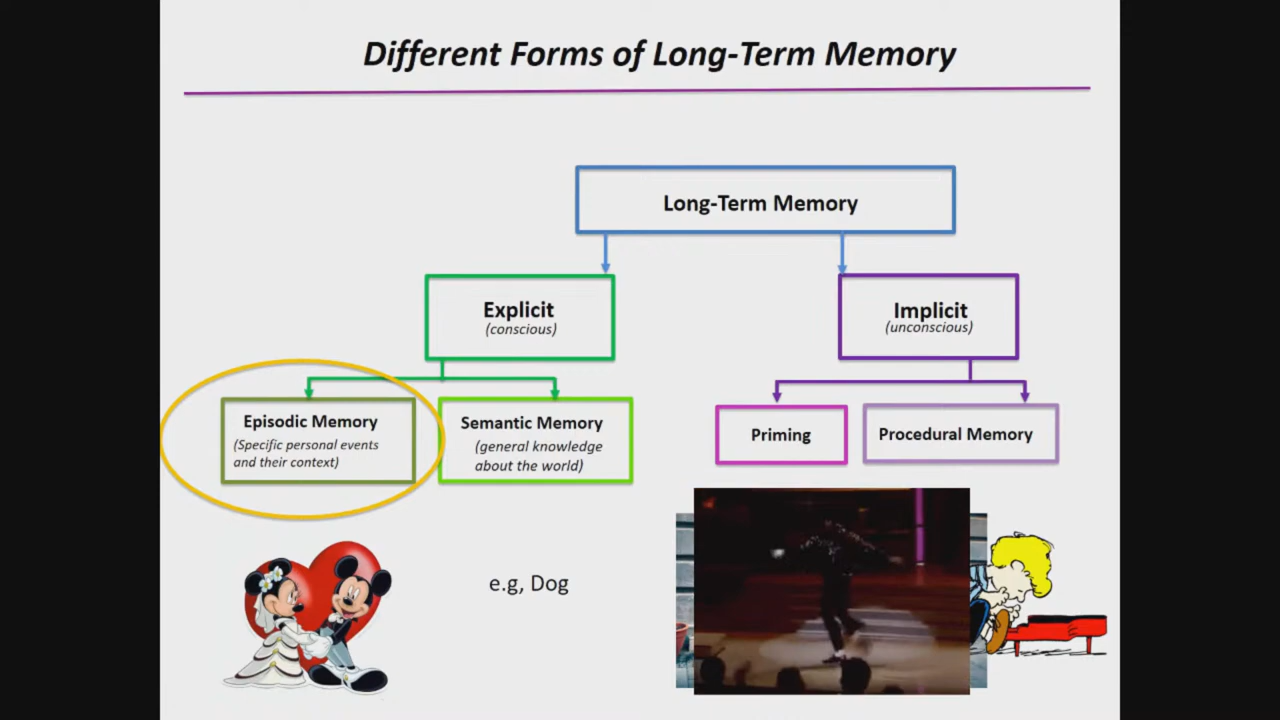 Different Forms of Long-Term Memory
Long-Term Memory
Explicit
(conscious)
Implicit
(unconscious)
Episodic Memory
(Specific personal events
and their context)
Semantic Memory
(general knowledge
about the world)
Priming
Procedural Memory
e.g, Dog